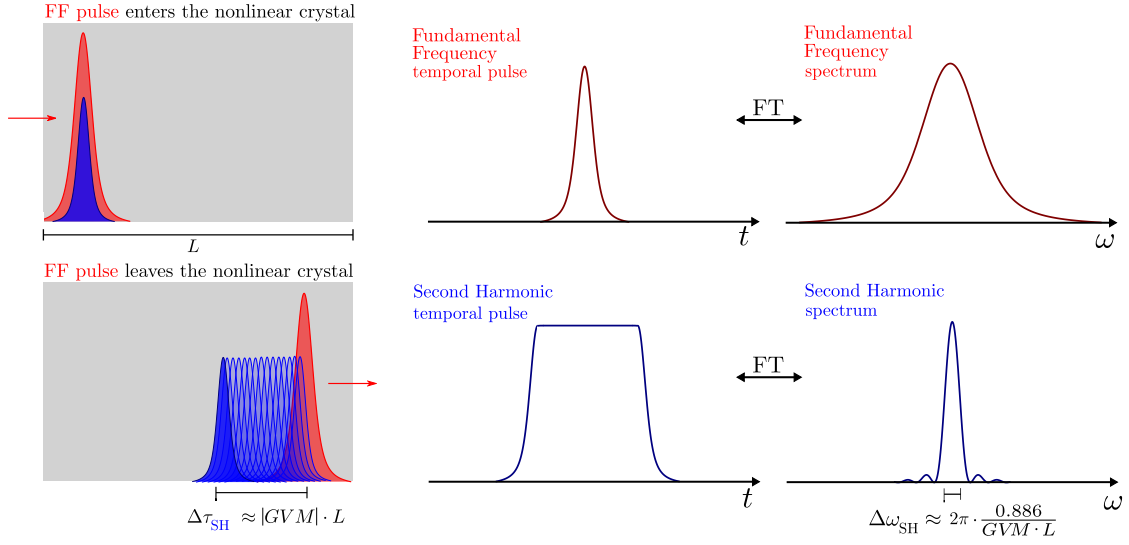 FF pulse enters the nonlinear crystal
L
Fundamental
Frequency
temporal pulse
t
FT
Fundamental
Frequency
spectrum
ω
FF pulse leaves the nonlinear crystal
Δτ_SH ≈ |GVM| · L
Second Harmonic
temporal pulse
t
FT
Second Harmonic
spectrum
ω
Δω_SH ≈ 2π · 0.886/GVM · L